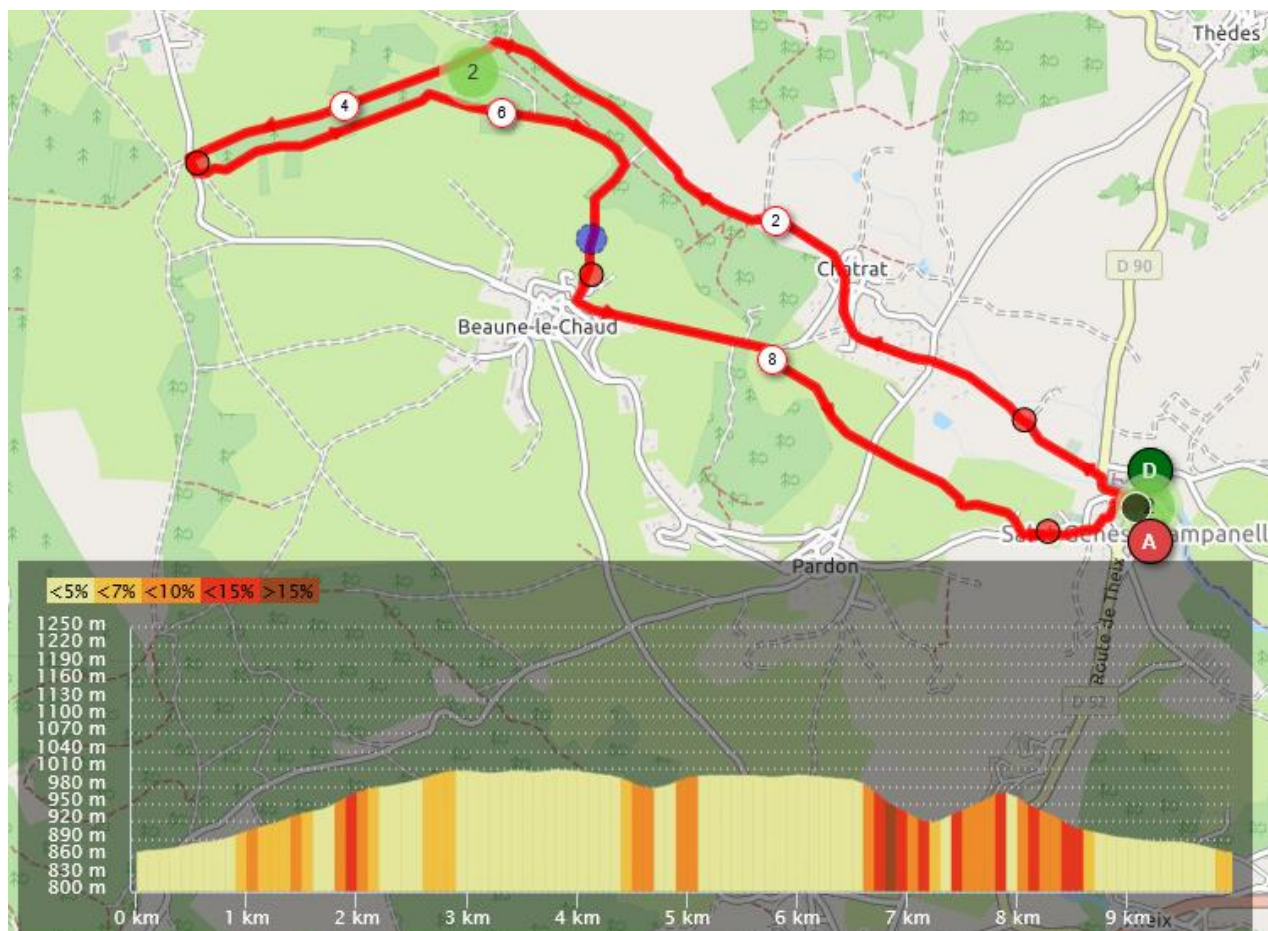 Thèdes
2
4
6
2
Chatrat
D 90
Beaune-le-Chaud
8
D
A
Pardon
Route de Theix
D 92
<5% <7% <10% <15% >15%
1250 m
1220 m
1190 m
1160 m
1130 m
1100 m
1070 m
1040 m
1010 m
980 m
950 m
920 m
890 m
860 m
830 m
800 m
0 km 1 km 2 km 3 km 4 km 5 km 6 km 7 km 8 km 9 km
Theix